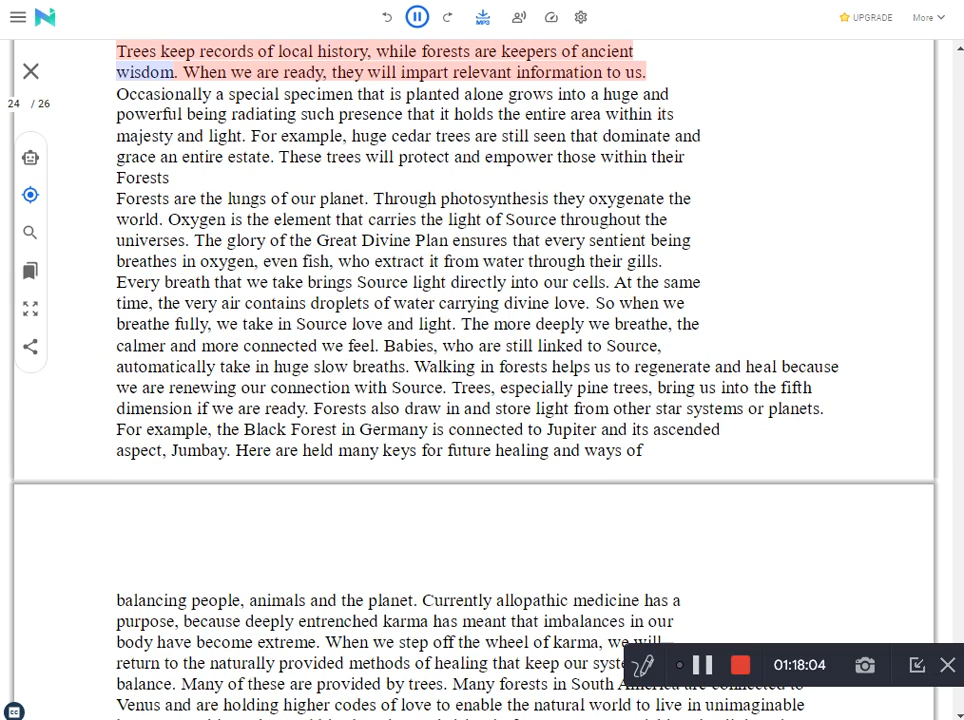 MP3
UPGRADE
More
Trees keep records of local history, while forests are keepers of ancient
wisdom. When we are ready, they will impart relevant information to us.
24 / 26
Occasionally a special specimen that is planted alone grows into a huge and
powerful being radiating such presence that it holds the entire area within its
majesty and light. For example, huge cedar trees are still seen that dominate and
grace an entire estate. These trees will protect and empower those within their
Forests
Forests are the lungs of our planet. Through photosynthesis they oxygenate the
world. Oxygen is the element that carries the light of Source throughout the
universes. The glory of the Great Divine Plan ensures that every sentient being
breathes in oxygen, even fish, who extract it from water through their gills.
Every breath that we take brings Source light directly into our cells. At the same
time, the very air contains droplets of water carrying divine love. So when we
breathe fully, we take in Source love and light. The more deeply we breathe, the
calmer and more connected we feel. Babies, who are still linked to Source,
automatically take in huge slow breaths. Walking in forests helps us to regenerate and heal because
we are renewing our connection with Source. Trees, especially pine trees, bring us into the fifth
dimension if we are ready. Forests also draw in and store light from other star systems or planets.
For example, the Black Forest in Germany is connected to Jupiter and its ascended
aspect, Jumbay. Here are held many keys for future healing and ways of
balancing people, animals and the planet. Currently allopathic medicine has a
purpose, because deeply entrenched karma has meant that imbalances in our
body have become extreme. When we step off the wheel of karma, we will
return to the naturally provided methods of healing that keep our syste
01:18:04
balance. Many of these are provided by trees. Many forests in South America are connected to
Venus and are holding higher codes of love to enable the natural world to live in unimaginable
CC